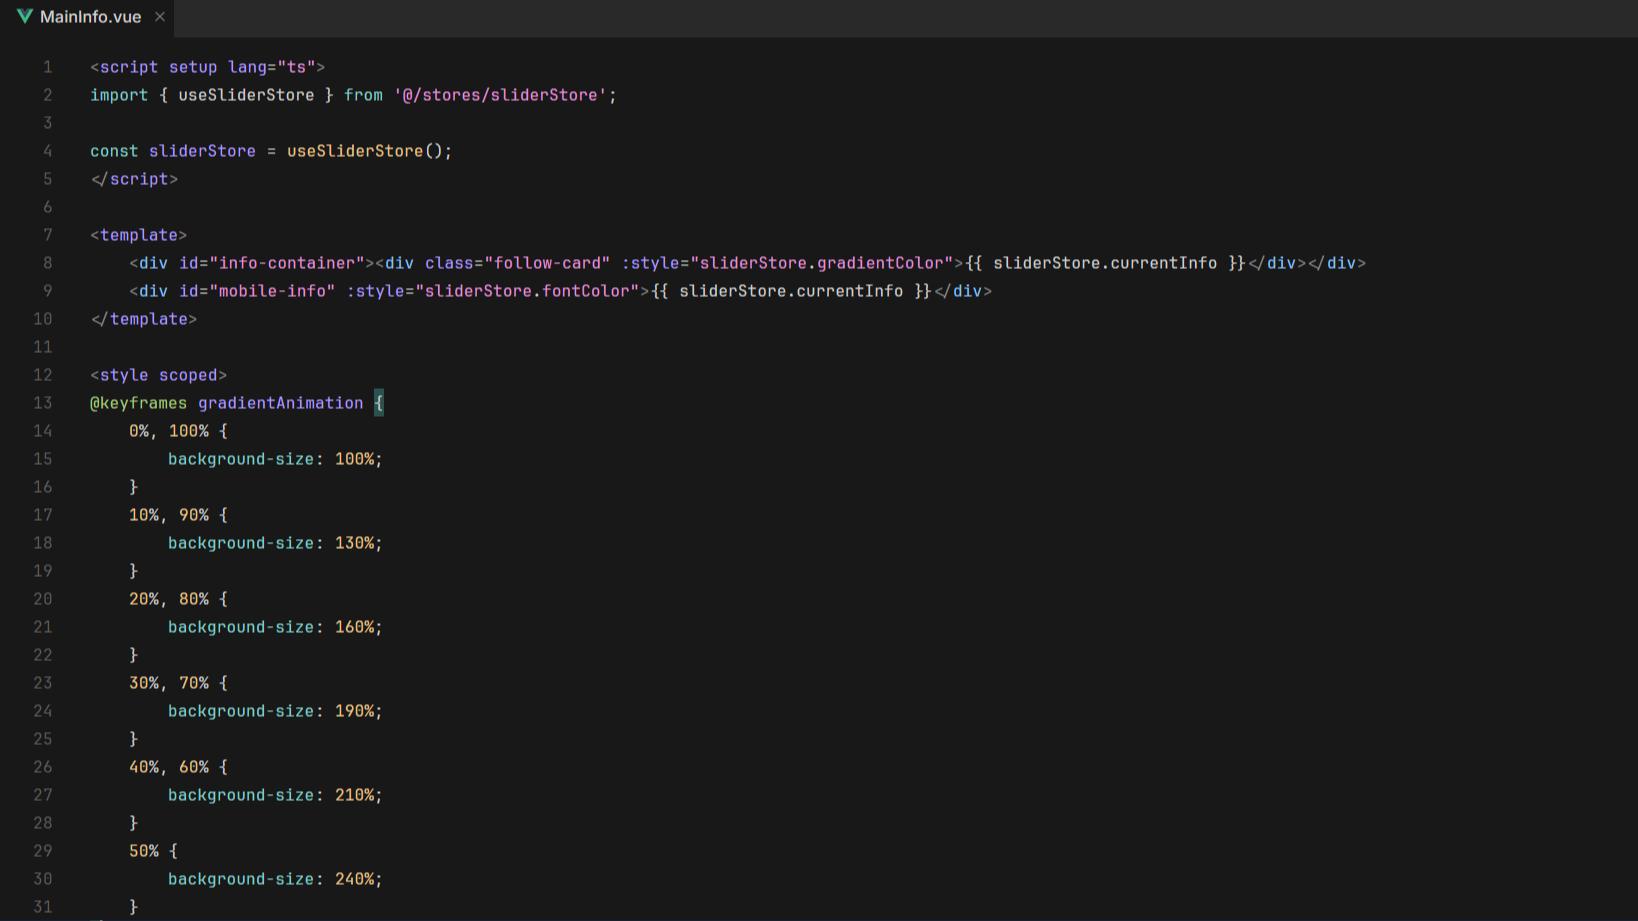 MainInfo.vue ×
1 <script setup lang="ts">
2 import { useSliderStore } from '@/stores/sliderStore';
3
4 const sliderStore = useSliderStore();
5 </script>
6
7 <template>
8     <div id="info-container"><div class="follow-card" :style="sliderStore.gradientColor">{{ sliderStore.currentInfo }}</div></div>
9     <div id="mobile-info" :style="sliderStore.fontColor">{{ sliderStore.currentInfo }}</div>
10 </template>
11
12 <style scoped>
13 @keyframes gradientAnimation {
14     0%, 100% {
15         background-size: 100%;
16     }
17     10%, 90% {
18         background-size: 130%;
19     }
20     20%, 80% {
21         background-size: 160%;
22     }
23     30%, 70% {
24         background-size: 190%;
25     }
26     40%, 60% {
27         background-size: 210%;
28     }
29     50% {
30         background-size: 240%;
31     }